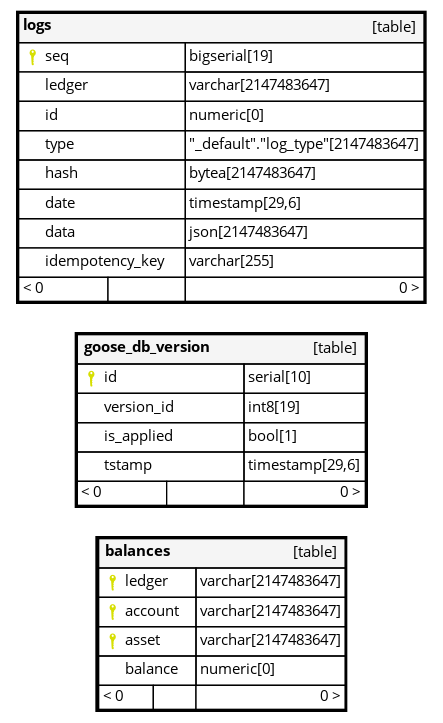 logs [table]
seq bigserial[19]
ledger varchar[2147483647]
id numeric[0]
type "_default"."log_type"[2147483647]
hash bytea[2147483647]
date timestamp[29,6]
data json[2147483647]
idempotency_key varchar[255]
< 0 0 >
goose_db_version [table]
id serial[10]
version_id int8[19]
is_applied bool[1]
tstamp timestamp[29,6]
< 0 0 >
balances [table]
ledger varchar[2147483647]
account varchar[2147483647]
asset varchar[2147483647]
balance numeric[0]
< 0 0 >